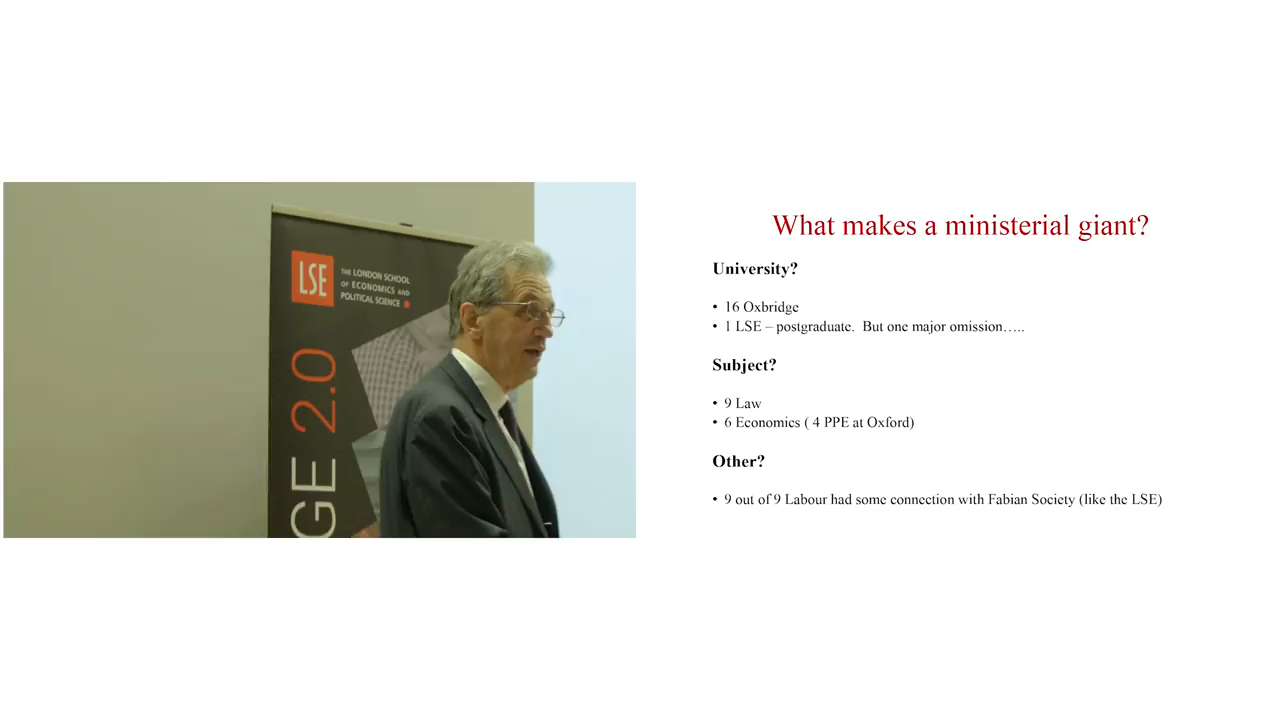 LSE
THE LONDON SCHOOL
OF ECONOMICS AND
POLITICAL SCIENCE
GE 2.0
What makes a ministerial giant?
University?
• 16 Oxbridge
• 1 LSE – postgraduate. But one major omission…..
Subject?
• 9 Law
• 6 Economics ( 4 PPE at Oxford)
Other?
• 9 out of 9 Labour had some connection with Fabian Society (like the LSE)